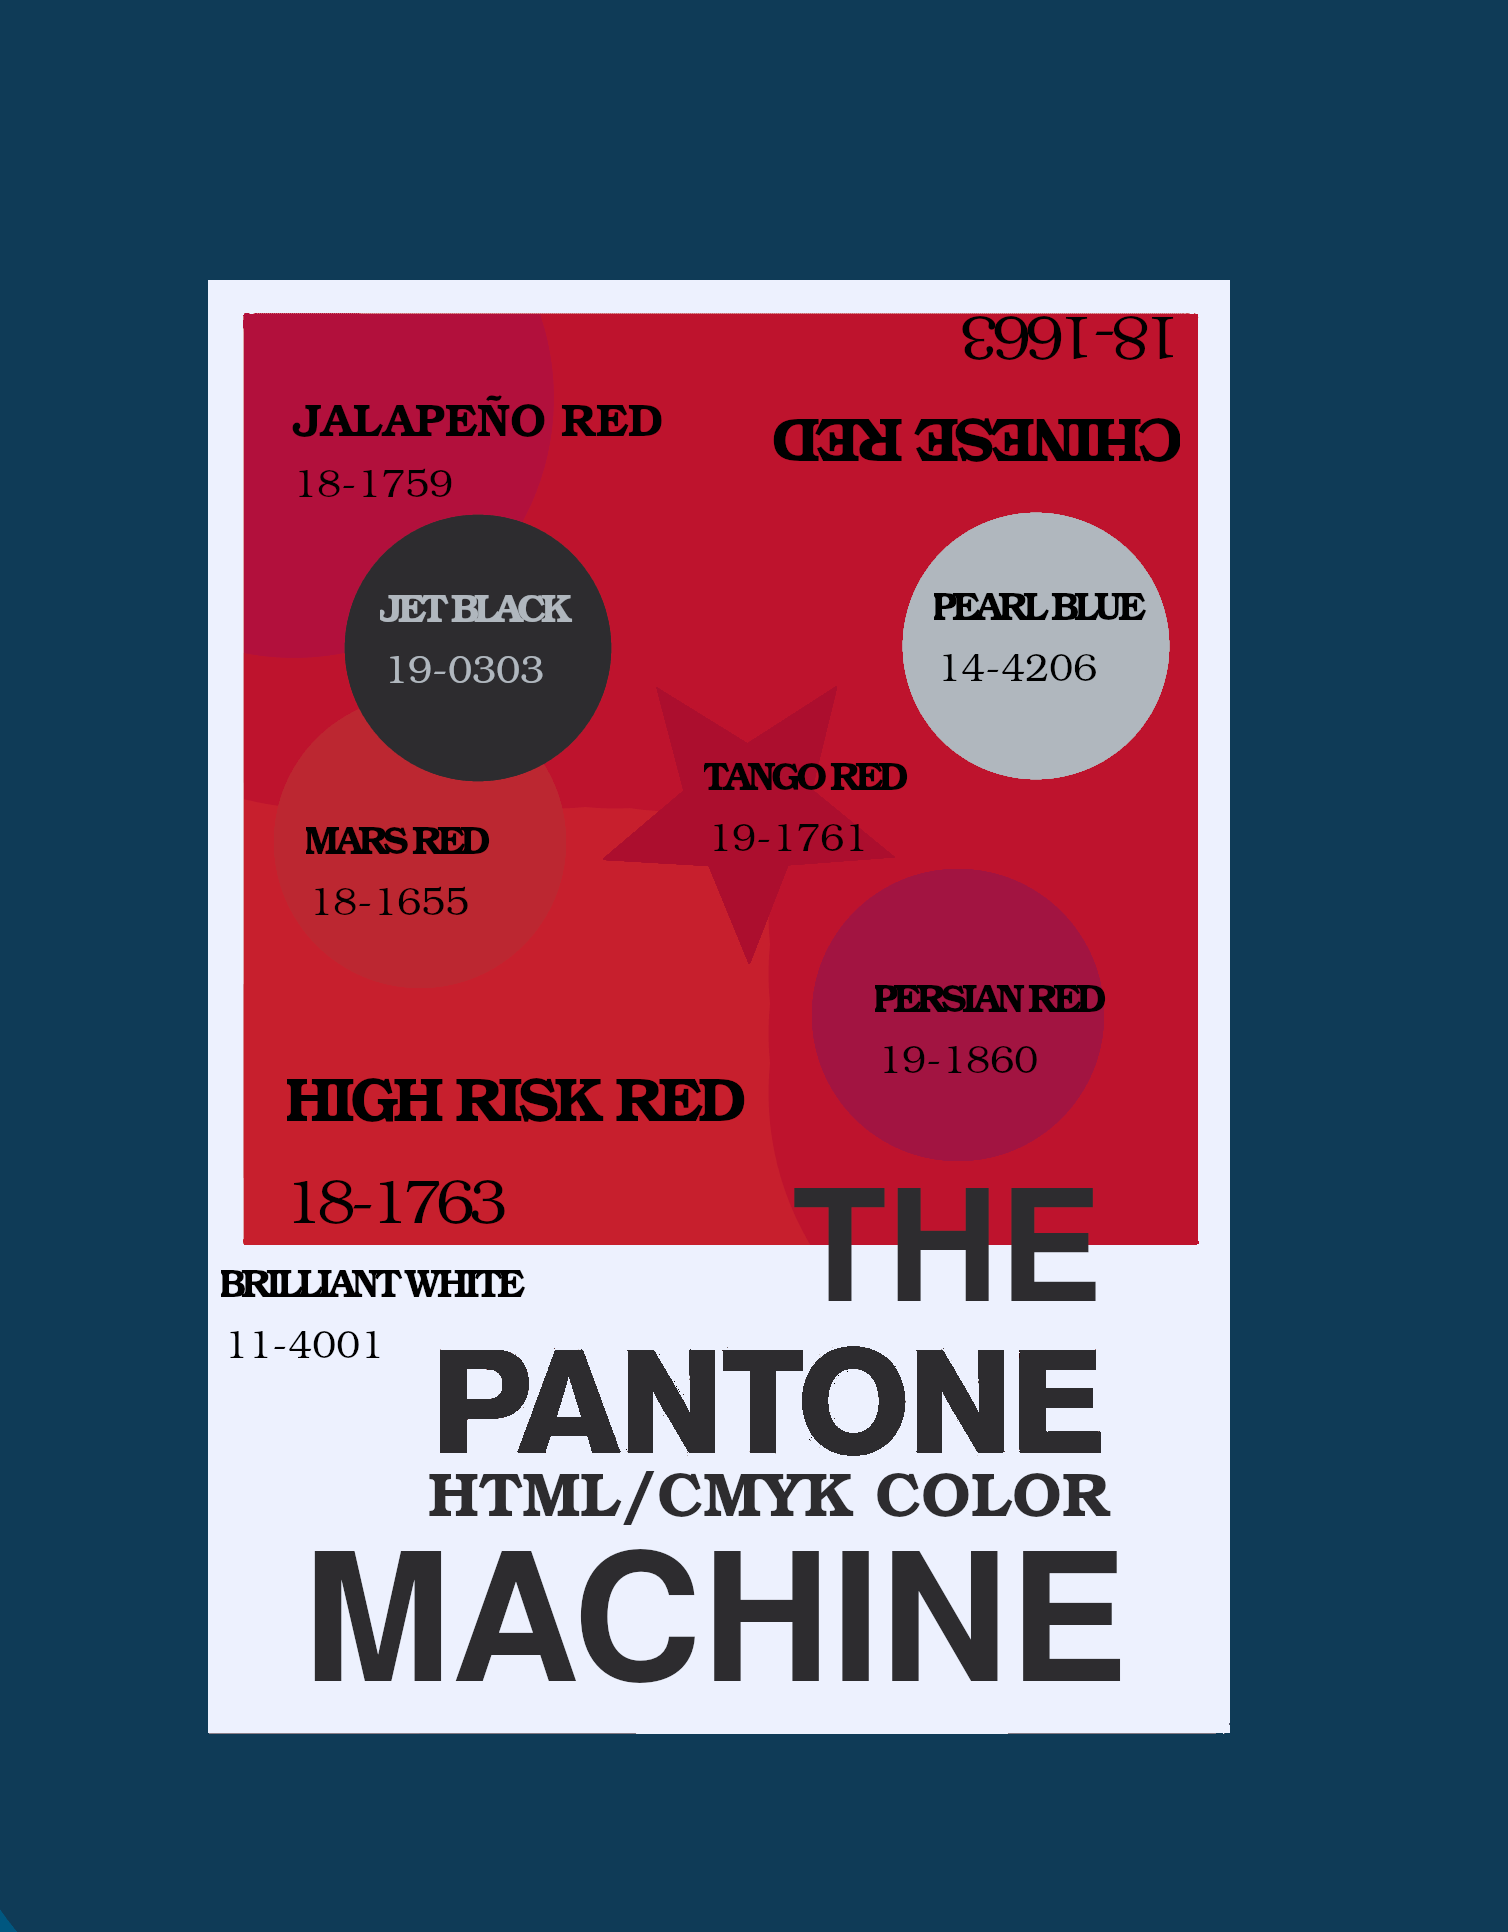 18-1663
CHINESE RED
JALAPEÑO RED
18-1759
JET BLACK
19-0303
PEARL BLUE
14-4206
TANGO RED
19-1761
MARS RED
18-1655
PERSIAN RED
19-1860
HIGH RISK RED
18-1763
BRILLIANT WHITE
11-4001
THE
PANTONE
HTML/CMYK COLOR
MACHINE